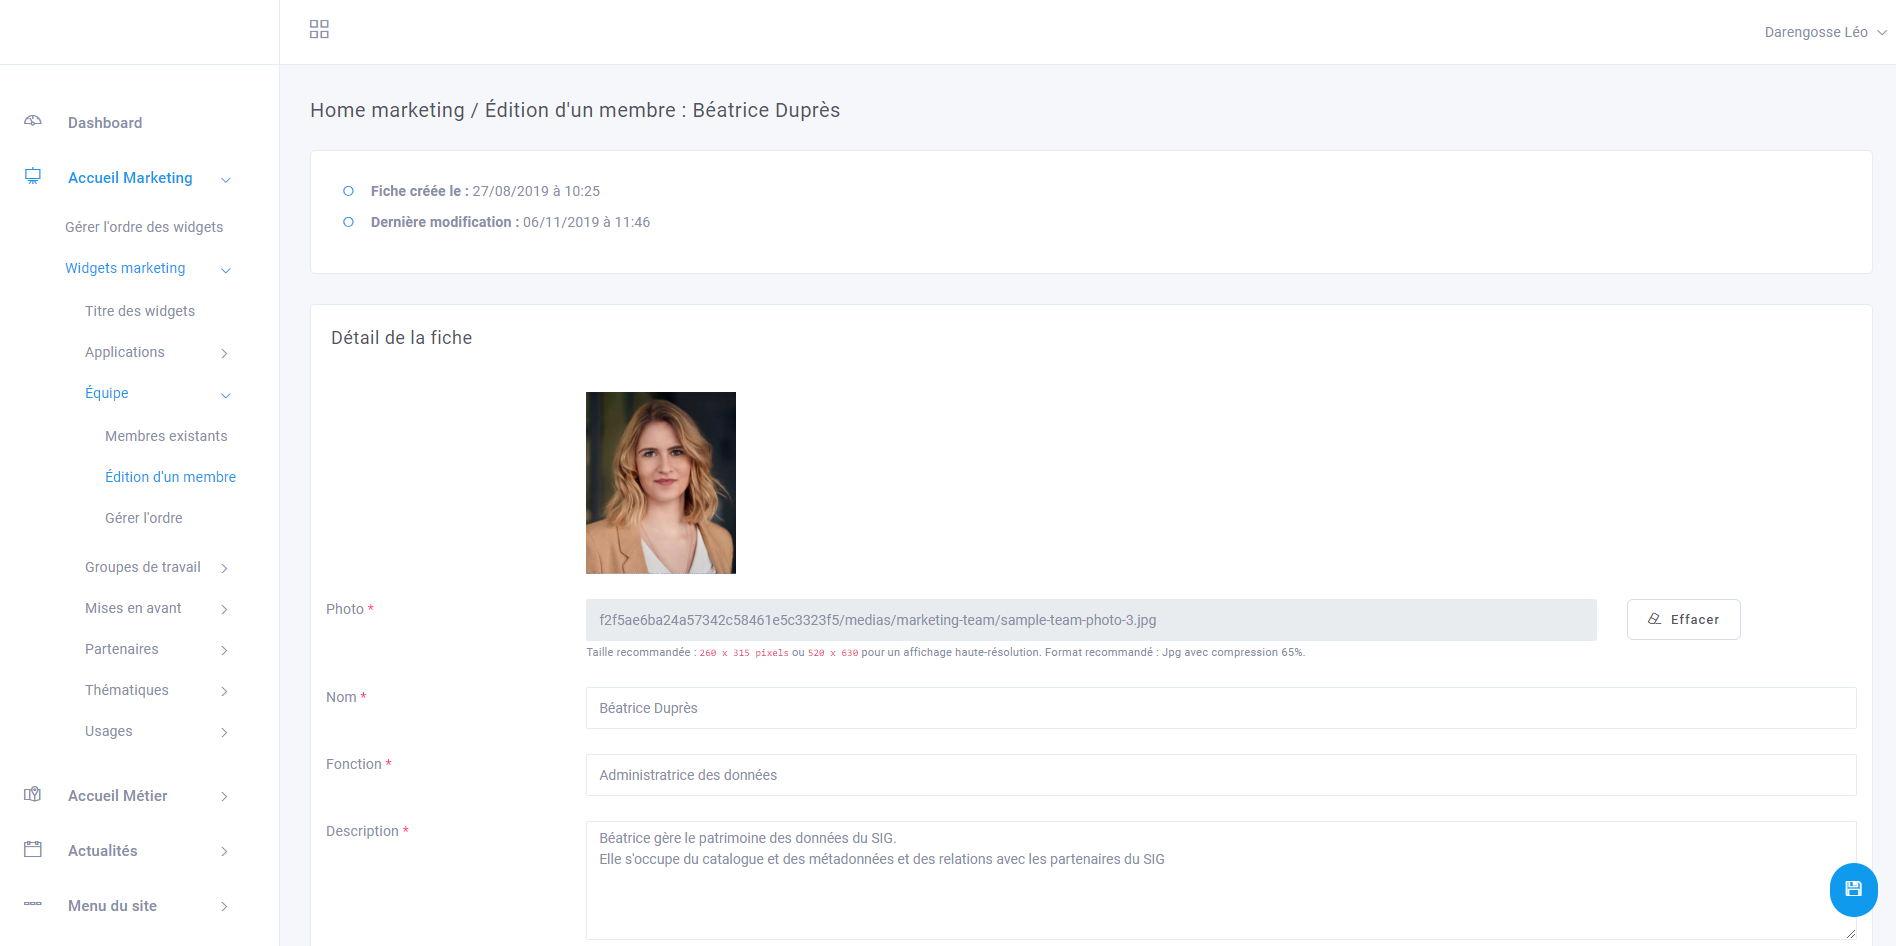 Darengosse Léo
Dashboard
Accueil Marketing
Gérer l'ordre des widgets
Widgets marketing
Titre des widgets
Applications
Équipe
Membres existants
Édition d'un membre
Gérer l'ordre
Groupes de travail
Mises en avant
Partenaires
Thématiques
Usages
Accueil Métier
Actualités
Menu du site
Home marketing / Édition d'un membre : Béatrice Duprès
Fiche créée le : 27/08/2019 à 10:25
Dernière modification : 06/11/2019 à 11:46
Détail de la fiche
Photo *
f2f5ae6ba24a57342c58461e5c3323f5/medias/marketing-team/sample-team-photo-3.jpg
Effacer
Taille recommandée : 260 x 315 pixels ou 520 x 630 pour un affichage haute-résolution. Format recommandé : Jpg avec compression 65%.
Nom *
Béatrice Duprès
Fonction *
Administratrice des données
Description *
Béatrice gère le patrimoine des données du SIG.
Elle s'occupe du catalogue et des métadonnées et des relations avec les partenaires du SIG